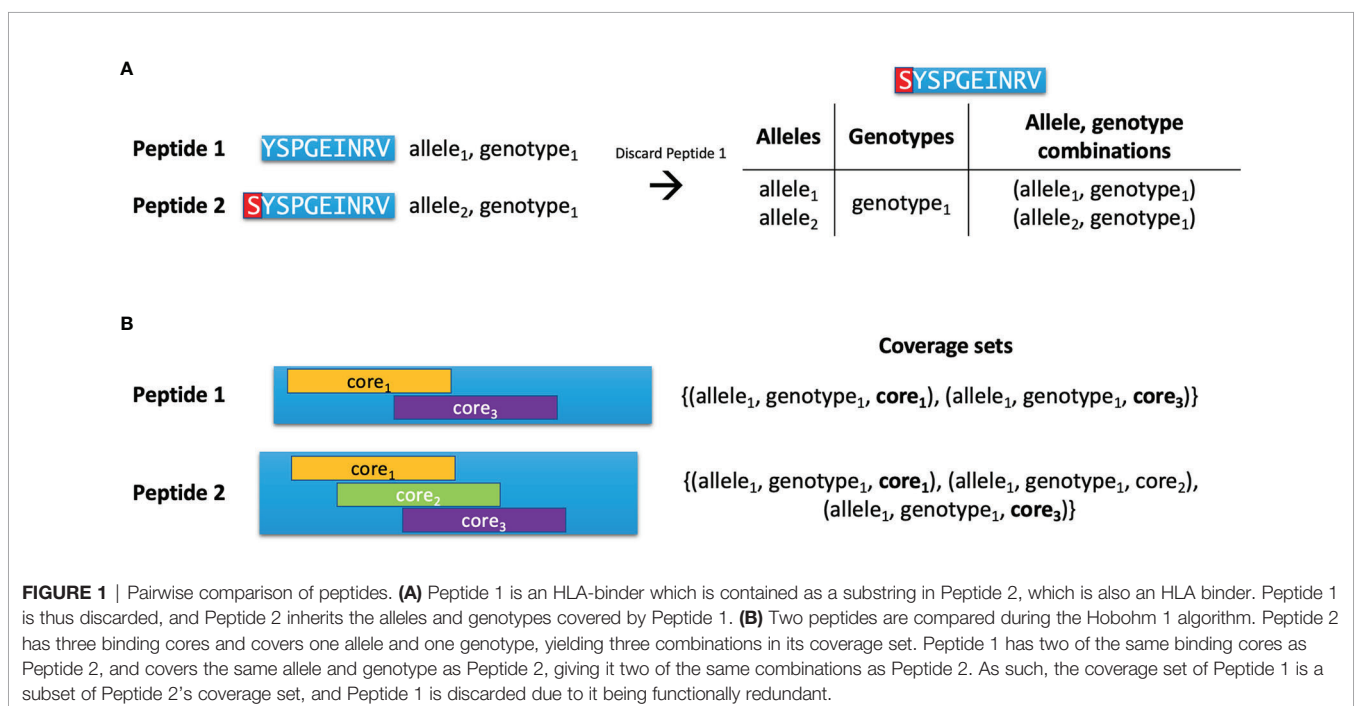 A
SYSPGEINRV
Peptide 1 YSPGEINRV allele₁, genotype₁
Discard Peptide 1
→
Peptide 2 SYSPGEINRV allele₂, genotype₁
Alleles Genotypes Allele, genotype
combinations
allele₁ genotype₁ (allele₁, genotype₁)
allele₂ (allele₂, genotype₁)
B
Coverage sets
Peptide 1 core₁ core₃ {(allele₁, genotype₁, core₁), (allele₁, genotype₁, core₃)}
Peptide 2 core₁ core₂ core₃ {(allele₁, genotype₁, core₁), (allele₁, genotype₁, core₂),
(allele₁, genotype₁, core₃)}
FIGURE 1 | Pairwise comparison of peptides. (A) Peptide 1 is an HLA-binder which is contained as a substring in Peptide 2, which is also an HLA binder. Peptide 1
is thus discarded, and Peptide 2 inherits the alleles and genotypes covered by Peptide 1. (B) Two peptides are compared during the Hobohm 1 algorithm. Peptide 2
has three binding cores and covers one allele and one genotype, yielding three combinations in its coverage set. Peptide 1 has two of the same binding cores as
Peptide 2, and covers the same allele and genotype as Peptide 2, giving it two of the same combinations as Peptide 2. As such, the coverage set of Peptide 1 is a
subset of Peptide 2's coverage set, and Peptide 1 is discarded due to it being functionally redundant.